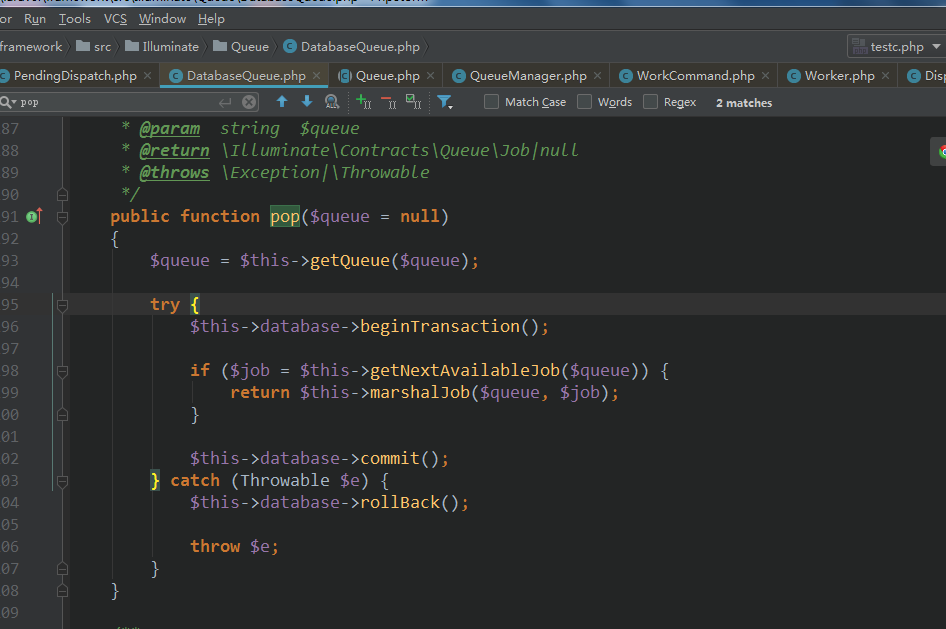 or Run Tools VCS Window Help
framework src Illuminate Queue DatabaseQueue.php testc.php
PendingDispatch.php DatabaseQueue.php Queue.php QueueManager.php WorkCommand.php Worker.php Disp
pop Match Case Words Regex 2 matches
87 * @param string $queue
88 * @return \Illuminate\Contracts\Queue\Job|null
89 * @throws \Exception|\Throwable
90 */
91 public function pop($queue = null)
92 {
93 $queue = $this->getQueue($queue);
94
95 try {
96 $this->database->beginTransaction();
97
98 if ($job = $this->getNextAvailableJob($queue)) {
99 return $this->marshalJob($queue, $job);
00 }
01
02 $this->database->commit();
03 } catch (Throwable $e) {
04 $this->database->rollBack();
05
06 throw $e;
07 }
08 }
09